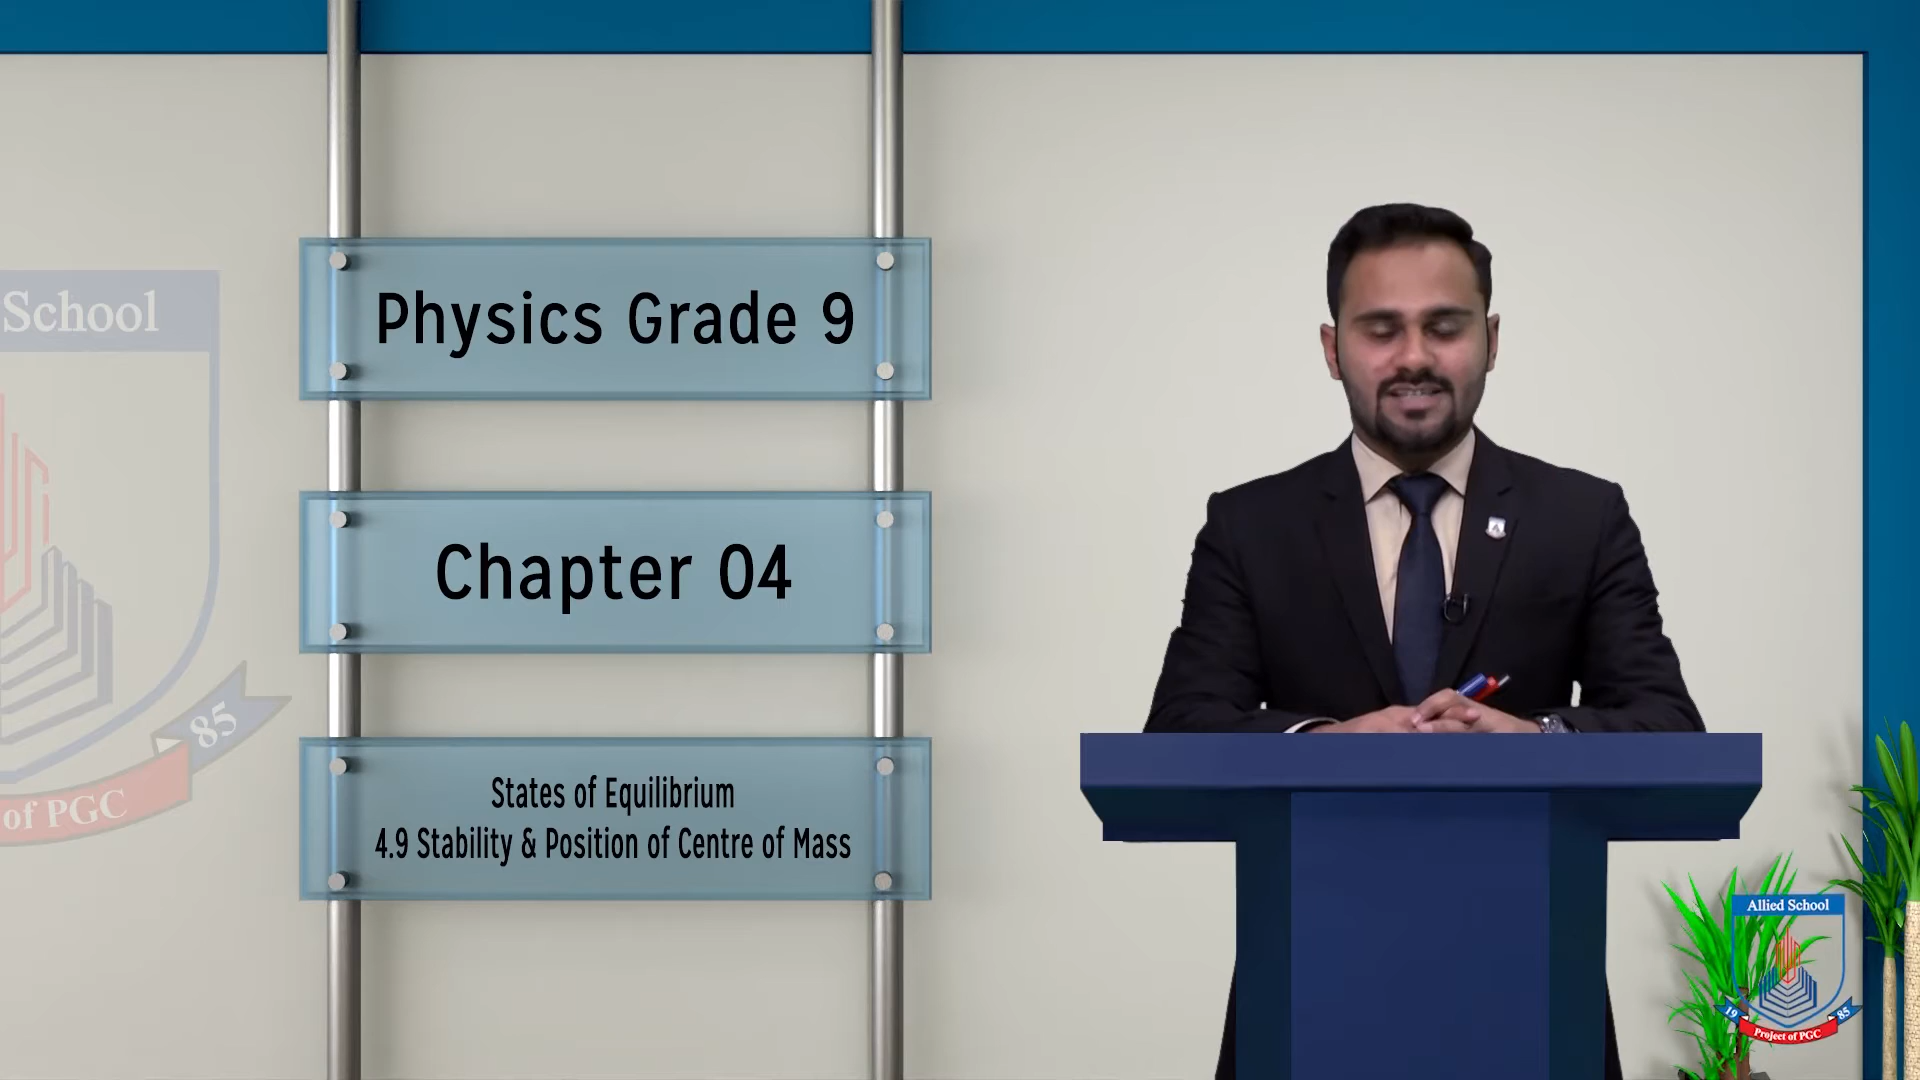 School
85
of PGC
Physics Grade 9
Chapter 04
States of Equilibrium
4.9 Stability & Position of Centre of Mass
Allied School
19
85
Project of PGC